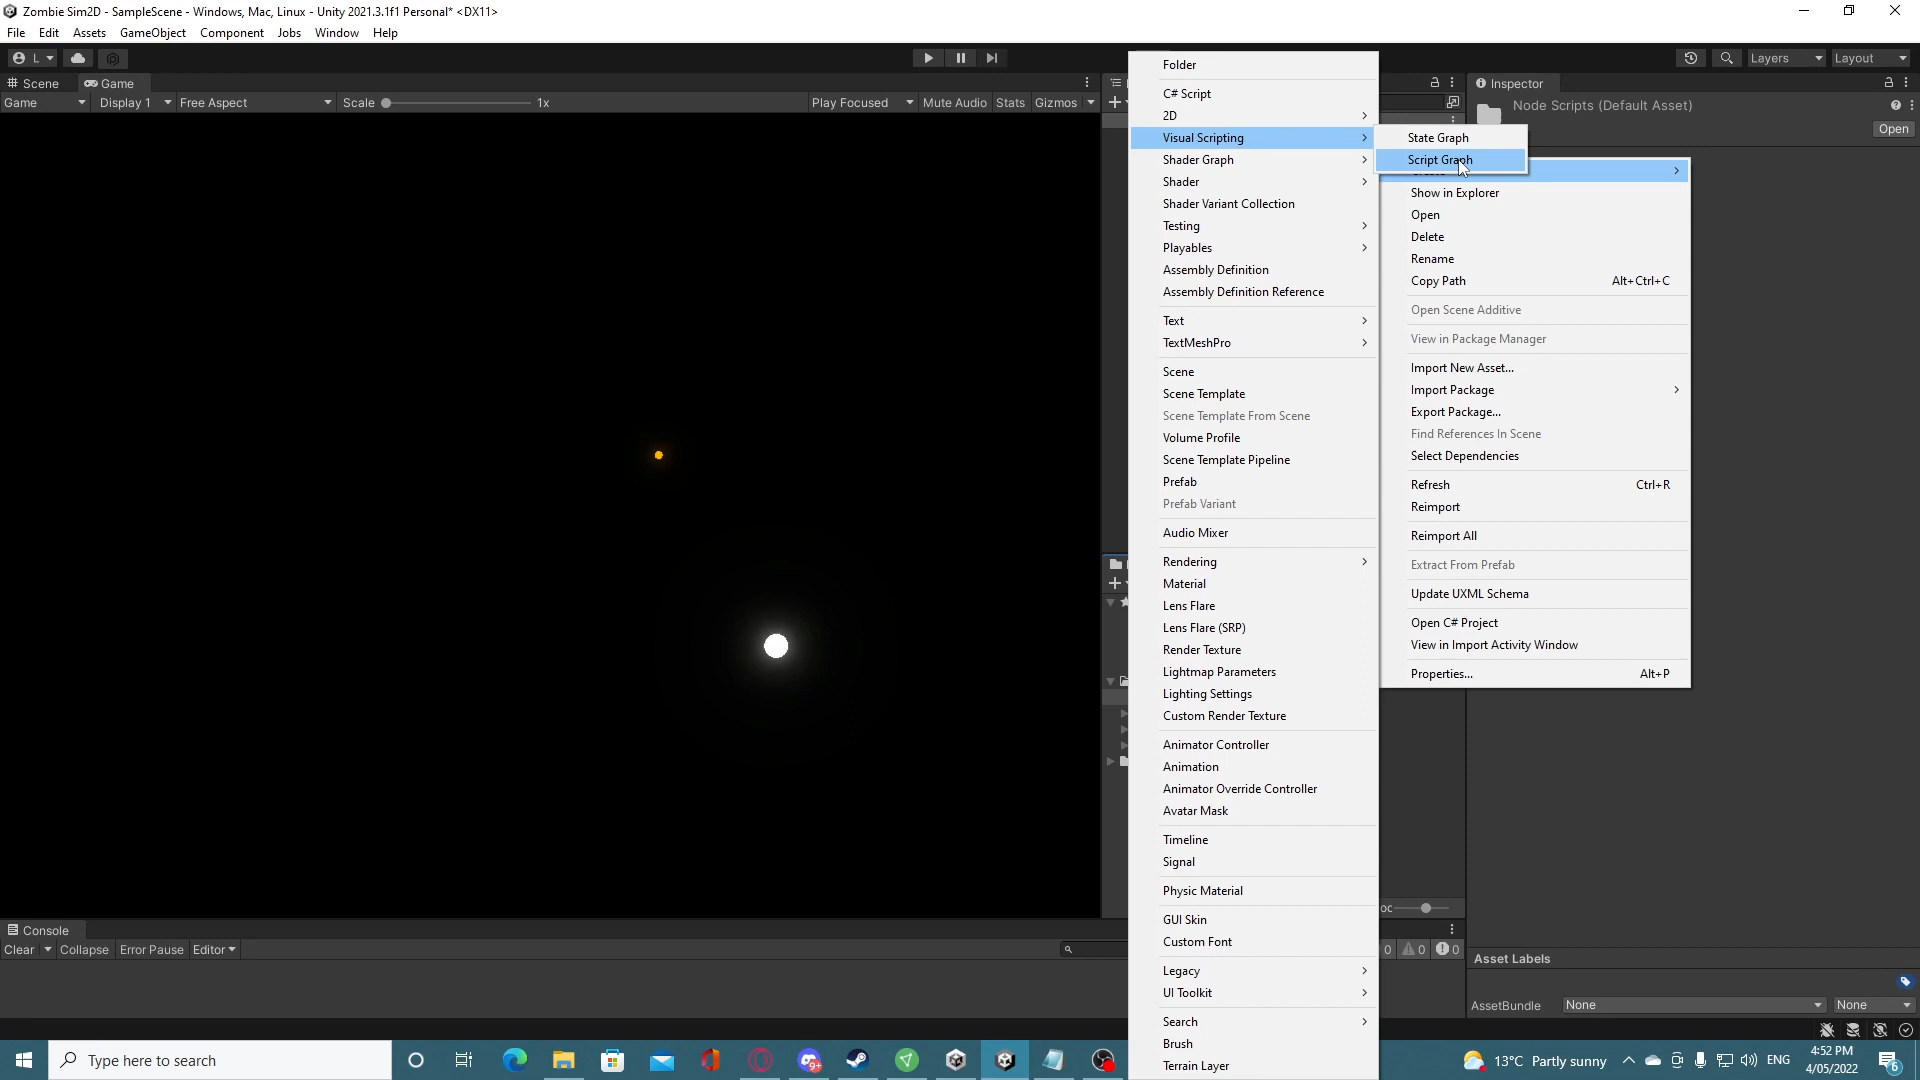 Zombie Sim2D - SampleScene - Windows, Mac, Linux - Unity 2021.3.1f1 Personal* <DX11>
File Edit Assets GameObject Component Jobs Window Help
L Layers Layout
Scene Game
Game Display 1 Free Aspect Scale 1x Play Focused Mute Audio Stats Gizmos
Folder
C# Script
2D
Visual Scripting
Shader Graph
Shader
Shader Variant Collection
Testing
Playables
Assembly Definition
Assembly Definition Reference
Text
TextMeshPro
Scene
Scene Template
Scene Template From Scene
Volume Profile
Scene Template Pipeline
Prefab
Prefab Variant
Audio Mixer
Rendering
Material
Lens Flare
Lens Flare (SRP)
Render Texture
Lightmap Parameters
Lighting Settings
Custom Render Texture
Animator Controller
Animation
Animator Override Controller
Avatar Mask
Timeline
Signal
Physic Material
GUI Skin
Custom Font
Legacy
UI Toolkit
Search
Brush
Terrain Layer
State Graph
Script Graph
Show in Explorer
Open
Delete
Rename
Copy Path Alt+Ctrl+C
Open Scene Additive
View in Package Manager
Import New Asset...
Import Package
Export Package...
Find References In Scene
Select Dependencies
Refresh Ctrl+R
Reimport
Reimport All
Extract From Prefab
Update UXML Schema
Open C# Project
View in Import Activity Window
Properties... Alt+P
Inspector
Node Scripts (Default Asset)
Open
Console
Clear Collapse Error Pause Editor
0 0 0
Asset Labels
AssetBundle None None
Type here to search
9+
13°C Partly sunny ENG
4:52 PM
4/05/2022
6